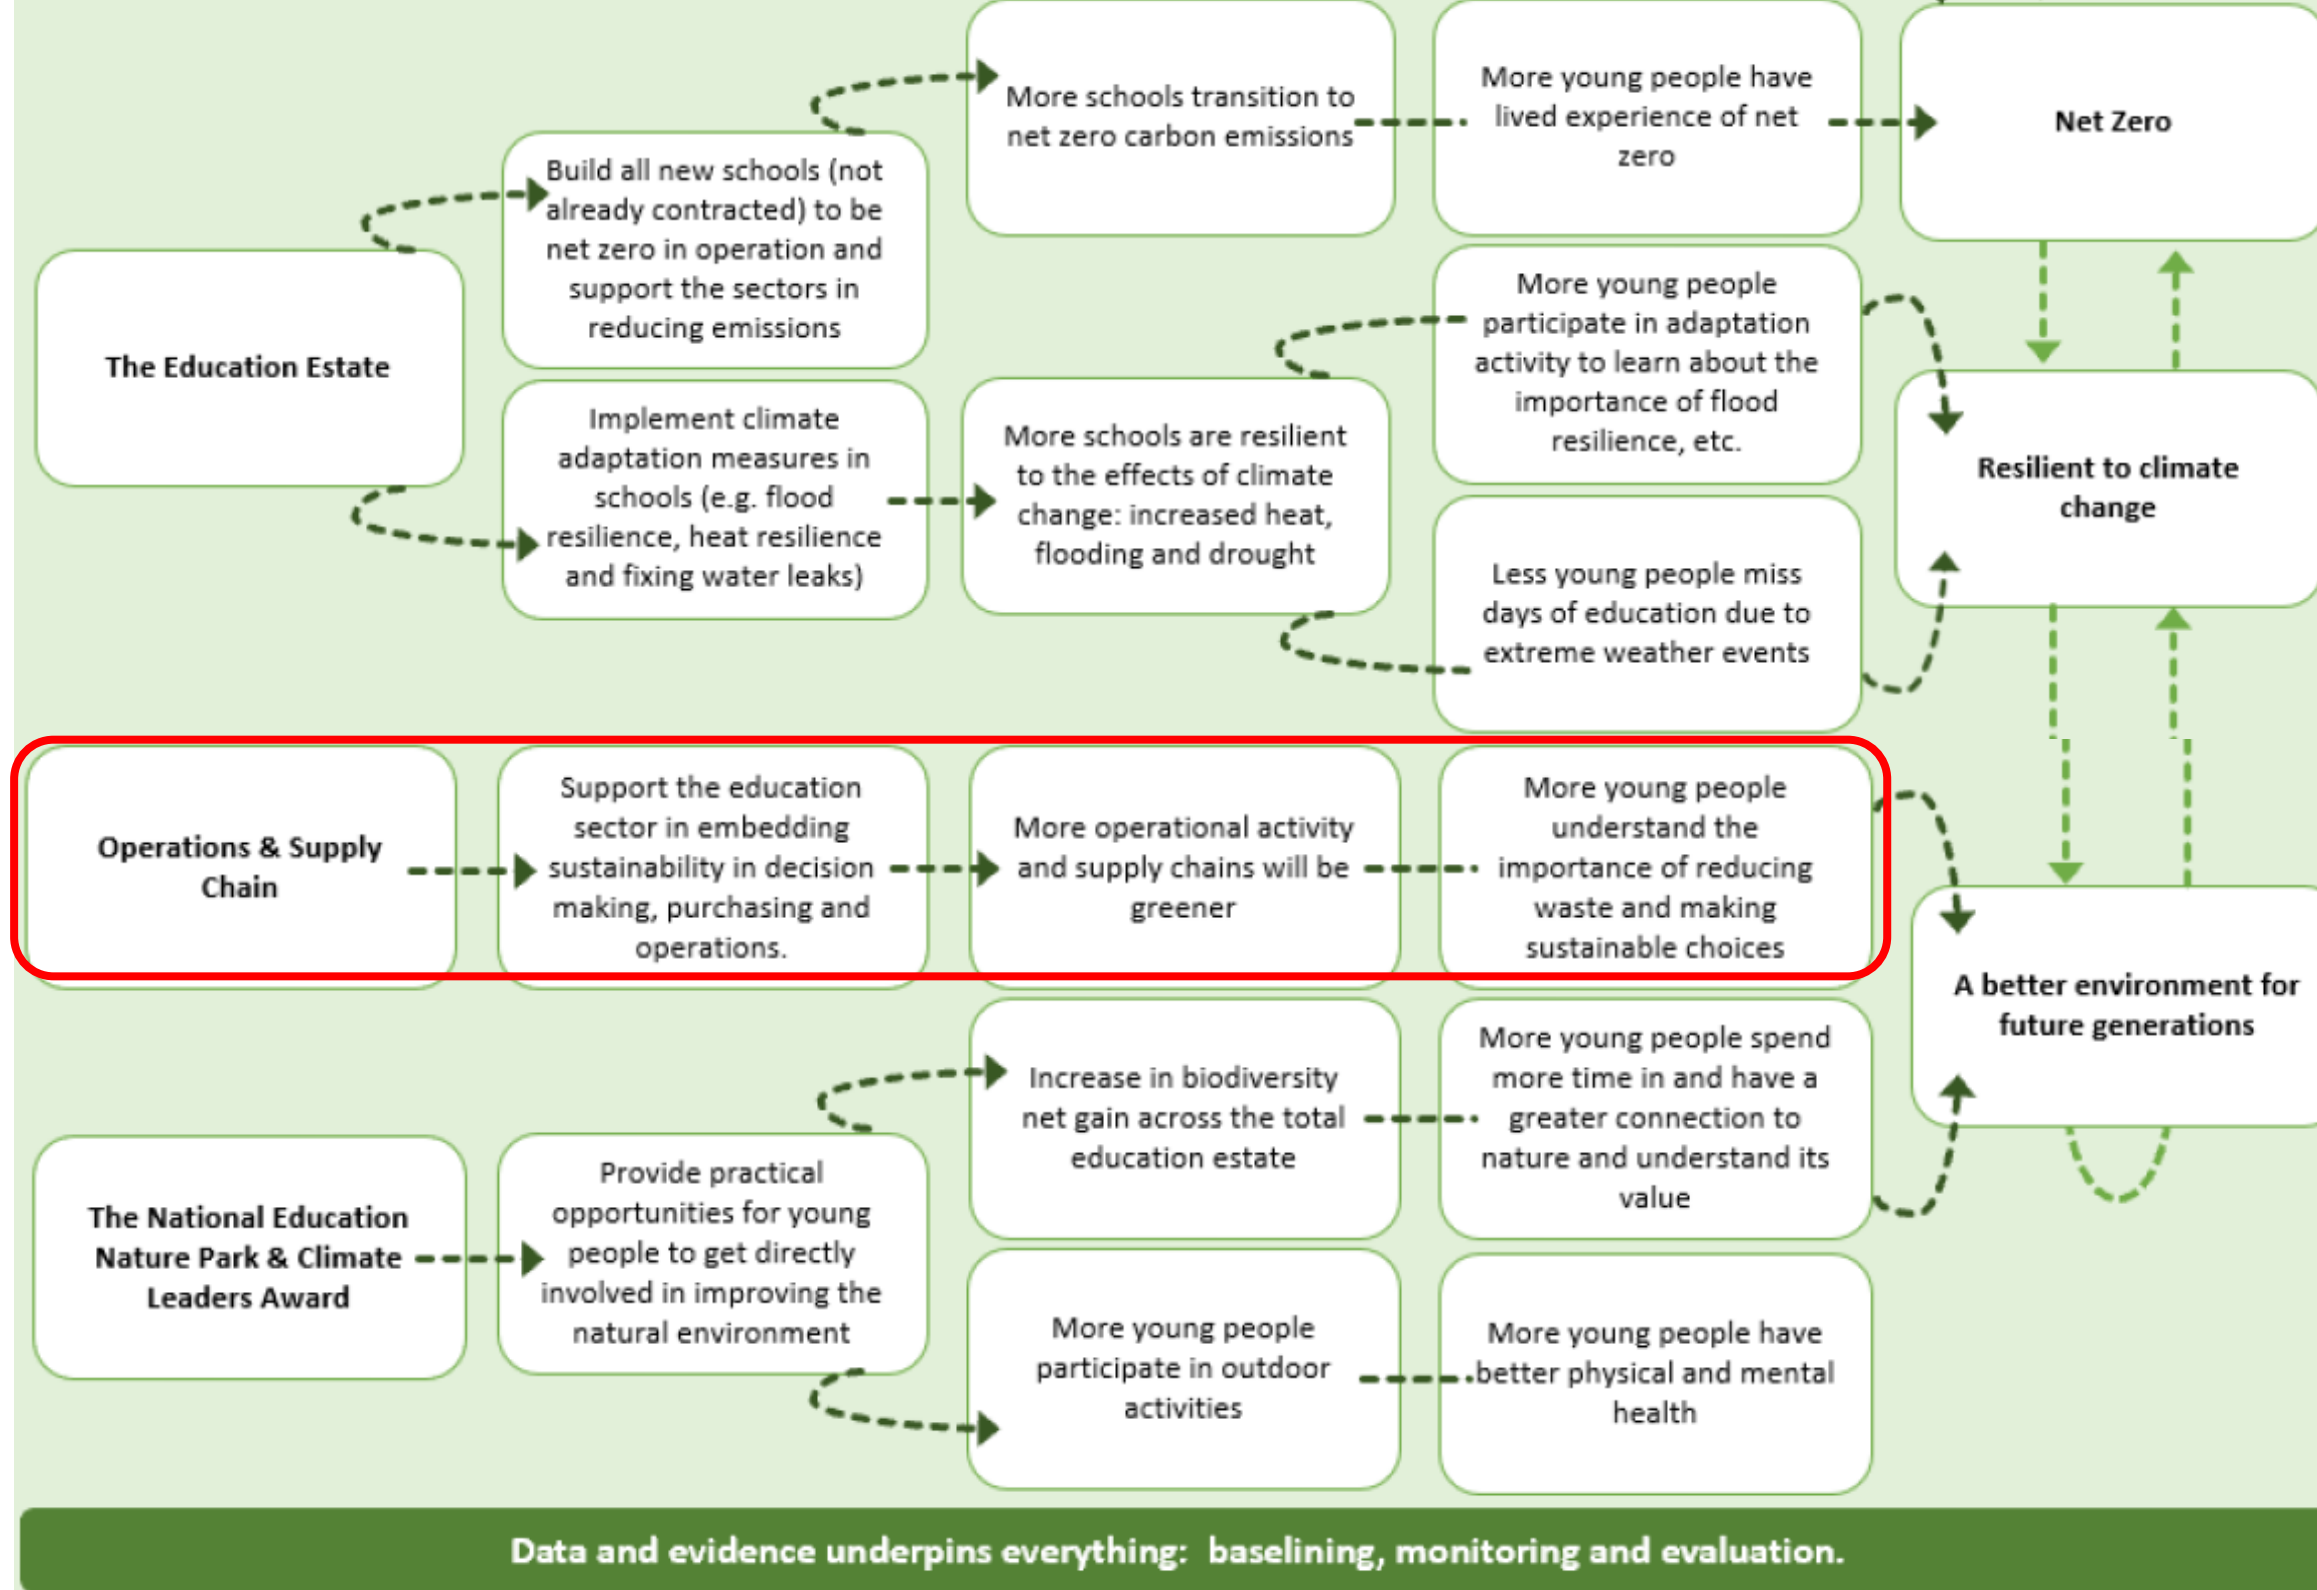 More schools transition to
net zero carbon emissions
More young people have
lived experience of net
zero
Net Zero
Build all new schools (not
already contracted) to be
net zero in operation and
support the sectors in
reducing emissions
The Education Estate
Implement climate
adaptation measures in
schools (e.g. flood
resilience, heat resilience
and fixing water leaks)
More schools are resilient
to the effects of climate
change: increased heat,
flooding and drought
More young people
participate in adaptation
activity to learn about the
importance of flood
resilience, etc.
Less young people miss
days of education due to
extreme weather events
Resilient to climate
change
Operations & Supply
Chain
Support the education
sector in embedding
sustainability in decision
making, purchasing and
operations.
More operational activity
and supply chains will be
greener
More young people
understand the
importance of reducing
waste and making
sustainable choices
A better environment for
future generations
The National Education
Nature Park & Climate
Leaders Award
Provide practical
opportunities for young
people to get directly
involved in improving the
natural environment
Increase in biodiversity
net gain across the total
education estate
More young people spend
more time in and have a
greater connection to
nature and understand its
value
More young people
participate in outdoor
activities
More young people have
better physical and mental
health
Data and evidence underpins everything: baselining, monitoring and evaluation.